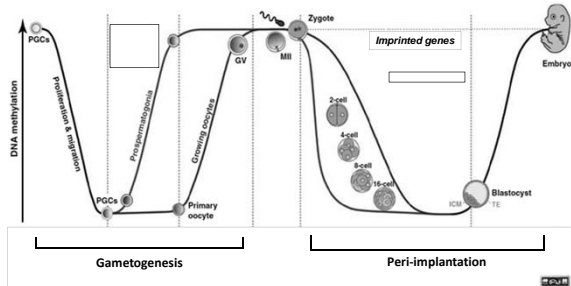 PGCs
DNA methylation
Proliferation & migration
PGCs
Prospermatogonia
Primary
oocyte
Growing oocytes
GV
MII
Zygote
Imprinted genes
2-cell
4-cell
8-cell
16-cell
Blastocyst
ICM
TE
Embryo
Gametogenesis
Peri-implantation